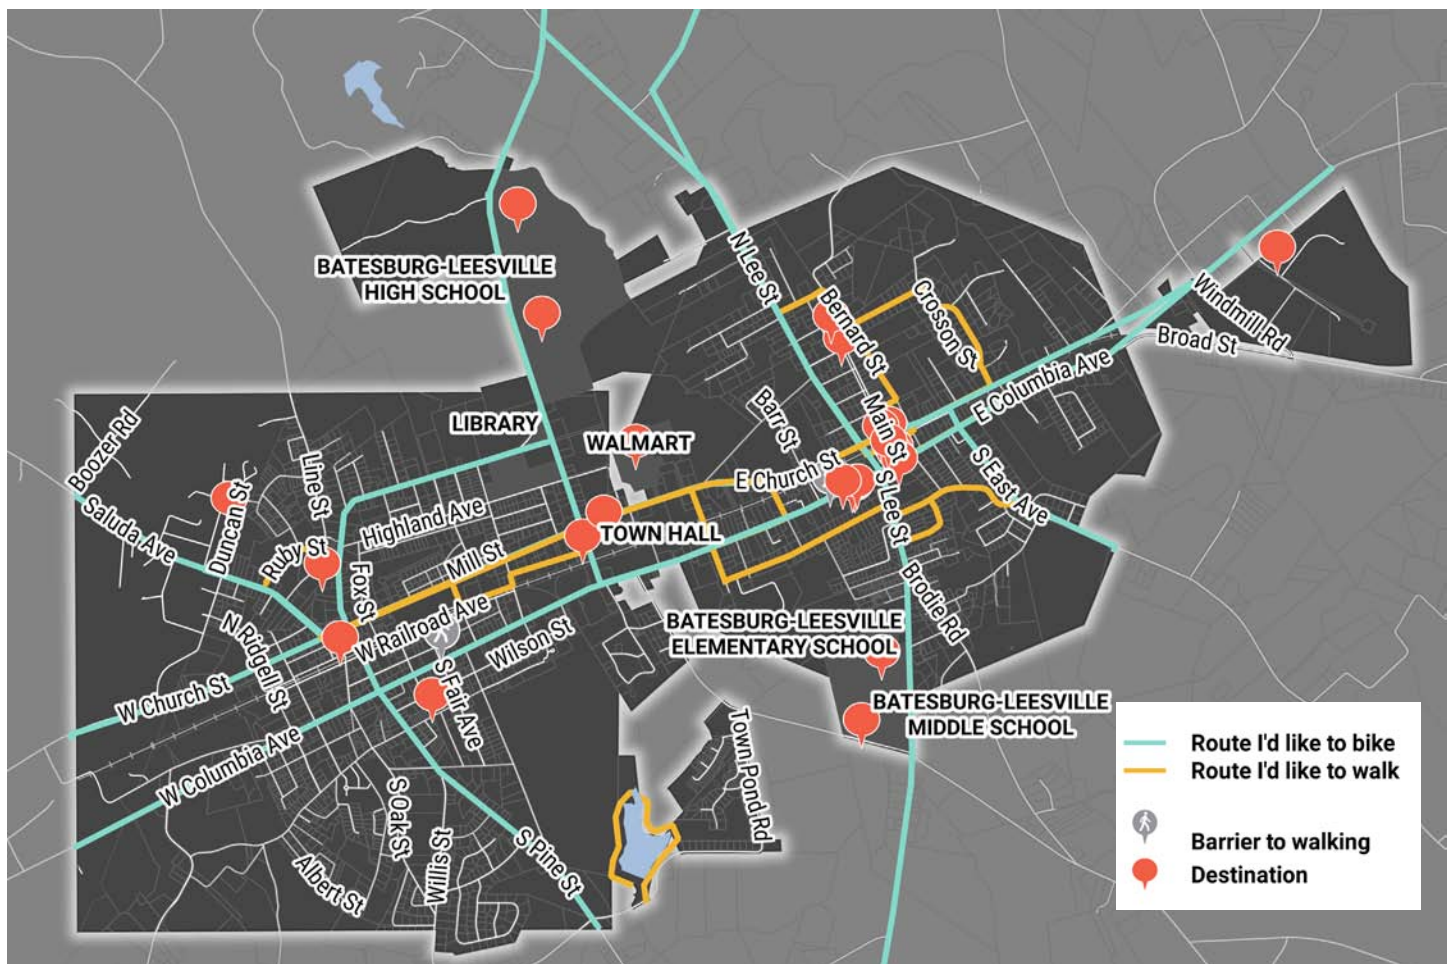 BATESBURG-LEESVILLE
HIGH SCHOOL
N Lee St
Bernard St
Crosson St
Windmill Rd
Broad St
E Columbia Ave
Boozer Rd
LIBRARY
WALMART
Barr St
Main St
Line St
Saluda Ave
Duncan St
Highland Ave
E Church St
S Lee St
S East Ave
Ruby St
Mill St
TOWN HALL
Fox St
W Railroad Ave
Brodie Rd
N Ridgell St
Wilson St
BATESBURG-LEESVILLE
ELEMENTARY SCHOOL
W Church St
S Fair Ave
BATESBURG-LEESVILLE
MIDDLE SCHOOL
W Columbia Ave
Town Pond Rd
S Oak St
Willis St
S Pine St
Albert St
Route I'd like to bike
Route I'd like to walk
Barrier to walking
Destination